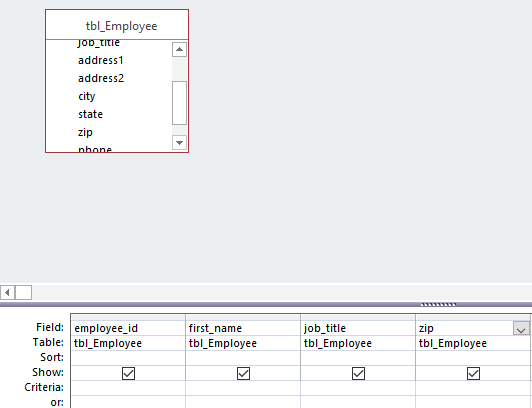 tbl_Employee
job_title
address1
address2
city
state
zip
phone
Field: employee_id first_name job_title zip
Table: tbl_Employee tbl_Employee tbl_Employee tbl_Employee
Sort:
Show:
Criteria:
or: